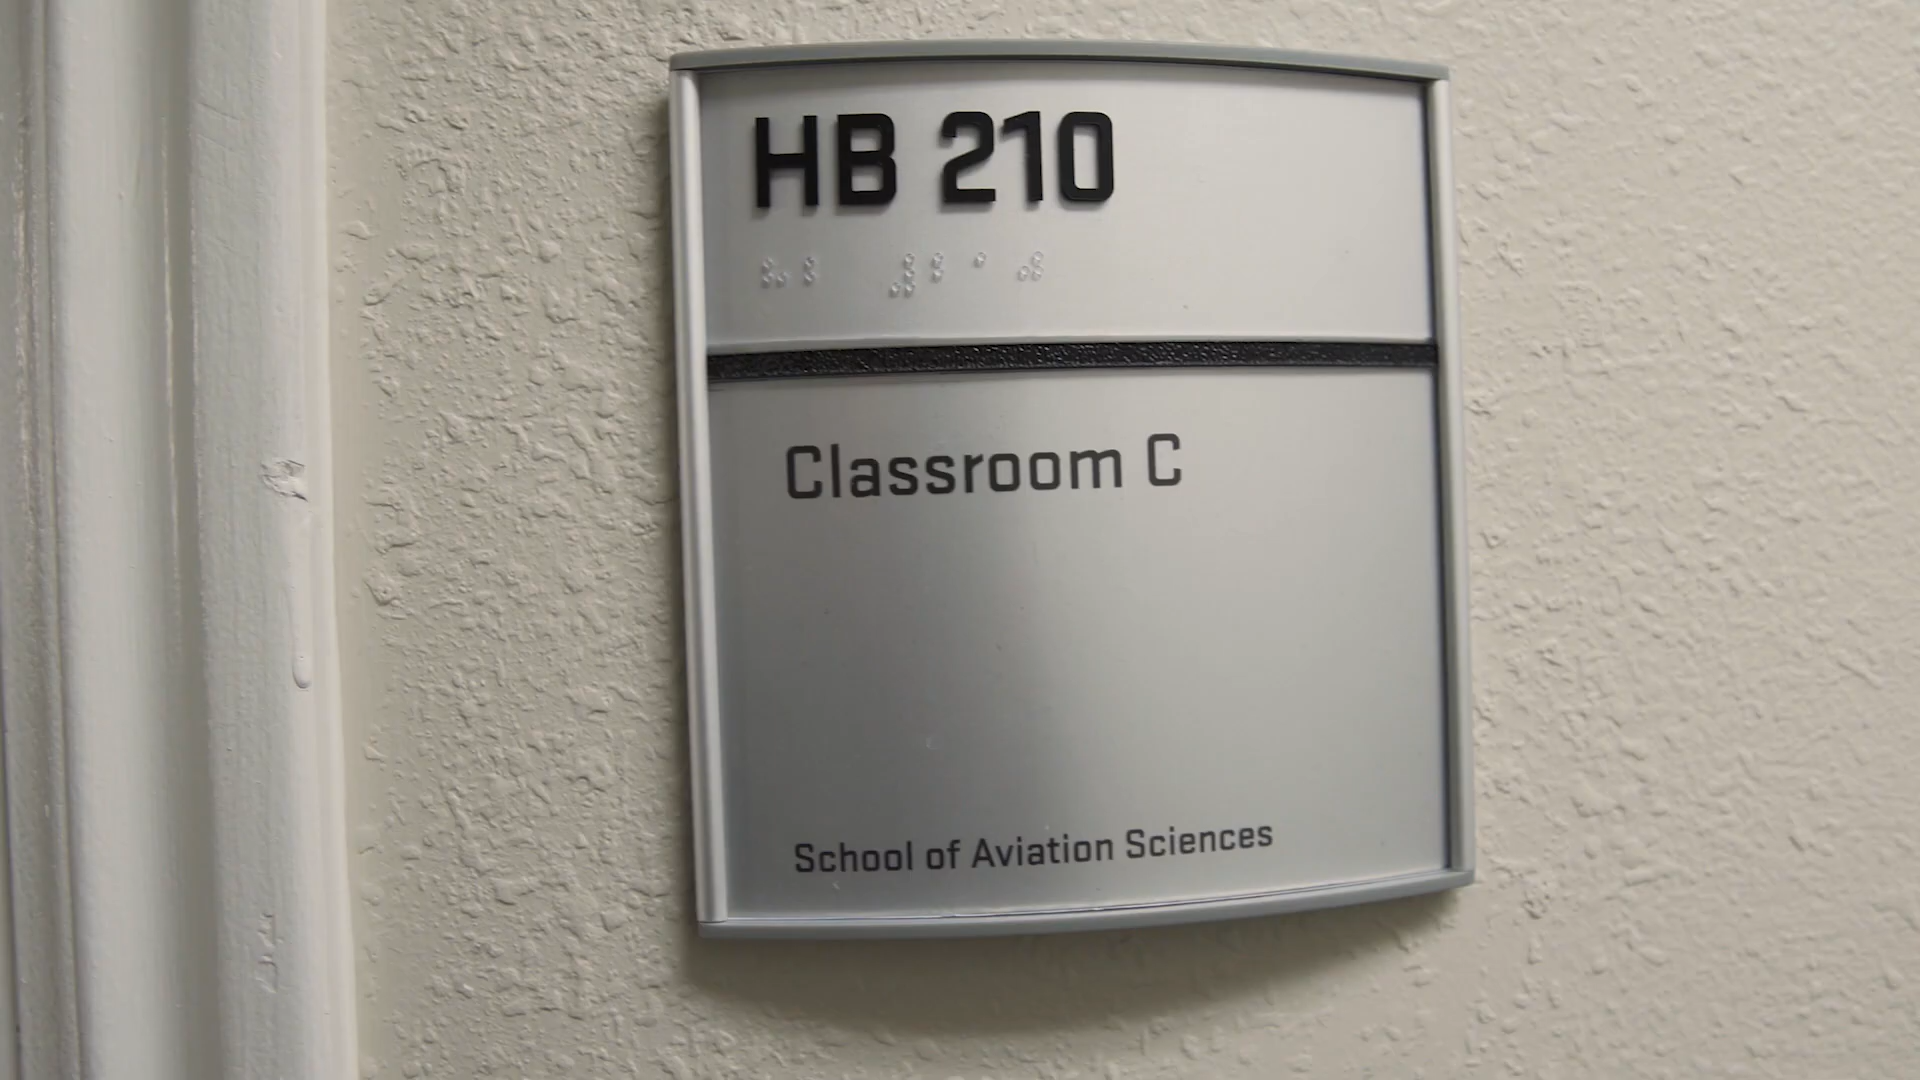 HB 210
⠓⠃ ⠼⠃⠁⠚
Classroom C
School of Aviation Sciences